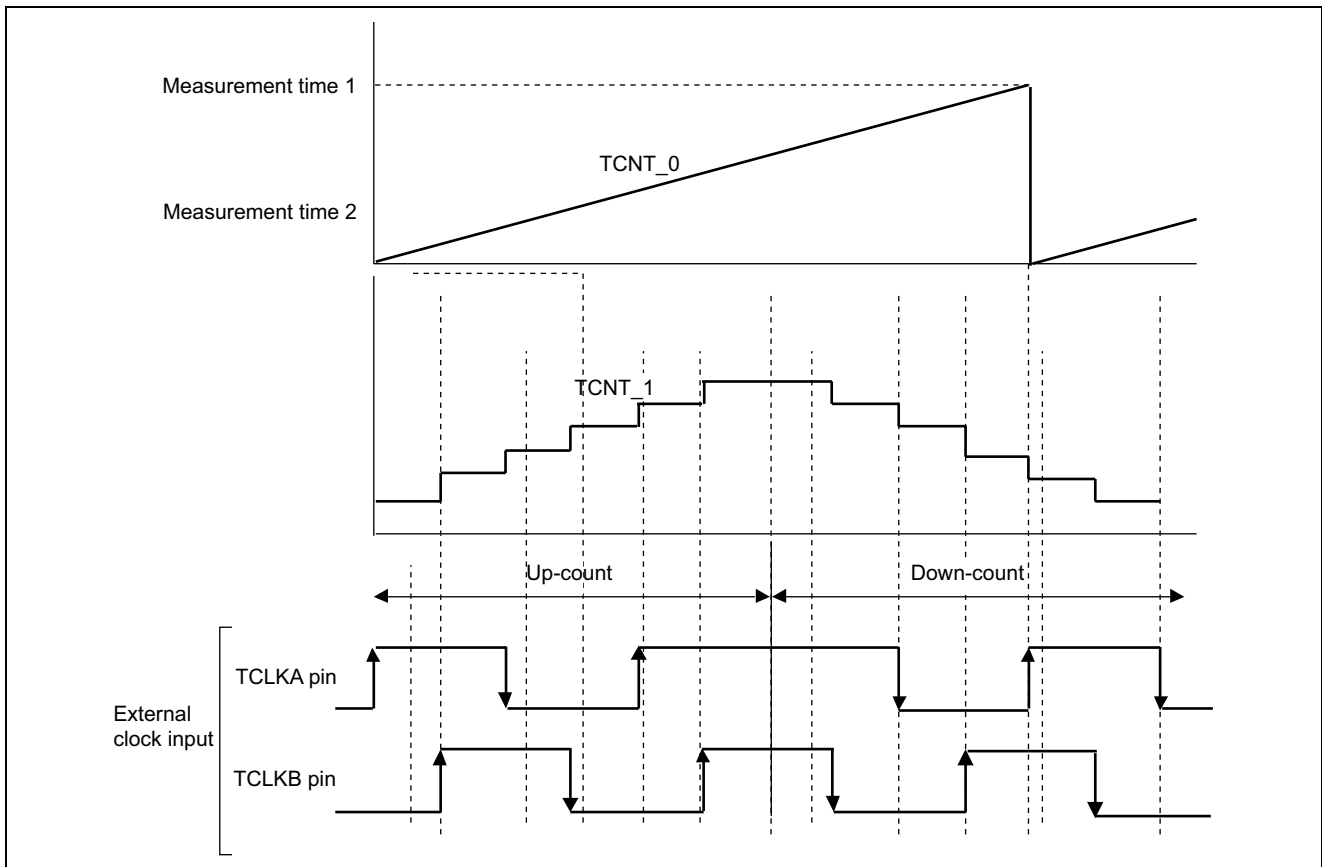 Measurement time 1
TCNT_0
Measurement time 2
TCNT_1
Up-count
Down-count
TCLKA pin
External
clock input
TCLKB pin